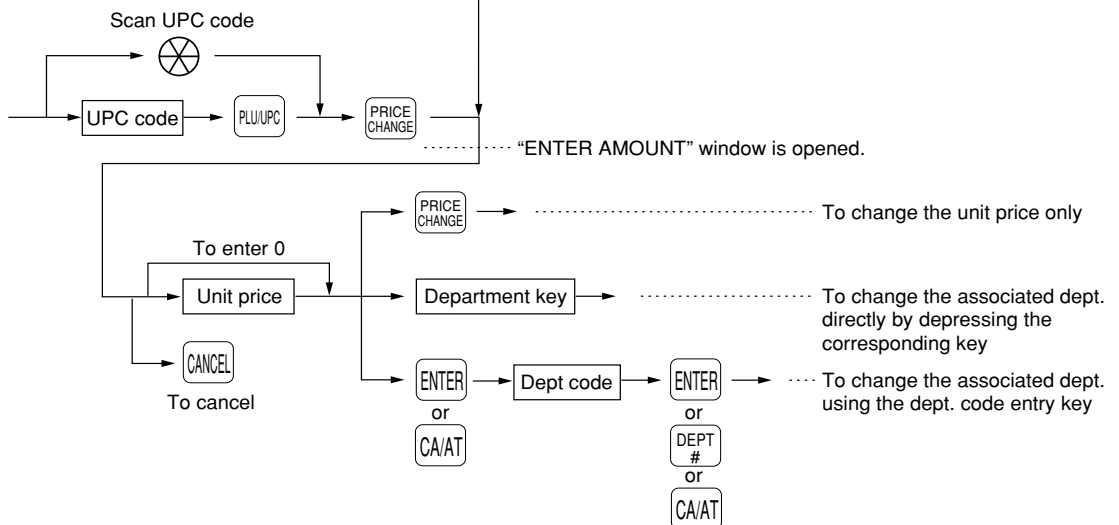 Scan UPC code
UPC code
PLU/UPC
PRICE
CHANGE
“ENTER AMOUNT” window is opened.
PRICE
CHANGE
To change the unit price only
To enter 0
Unit price
Department key
To change the associated dept.
directly by depressing the
corresponding key
CANCEL
To cancel
ENTER
or
CA/AT
Dept code
ENTER
or
DEPT
#
or
CA/AT
To change the associated dept.
using the dept. code entry key